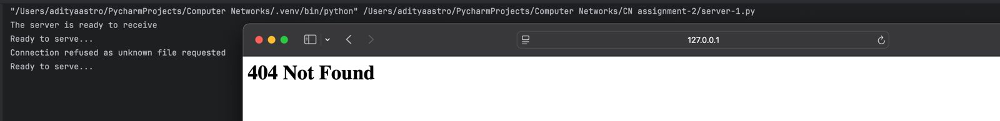 "/Users/adityaastro/PycharmProjects/Computer Networks/.venv/bin/python" /Users/adityaastro/PycharmProjects/Computer Networks/CN assignment-2/server-1.py
The server is ready to receive
Ready to serve...
Connection refused as unknown file requested
Ready to serve...
127.0.0.1
404 Not Found